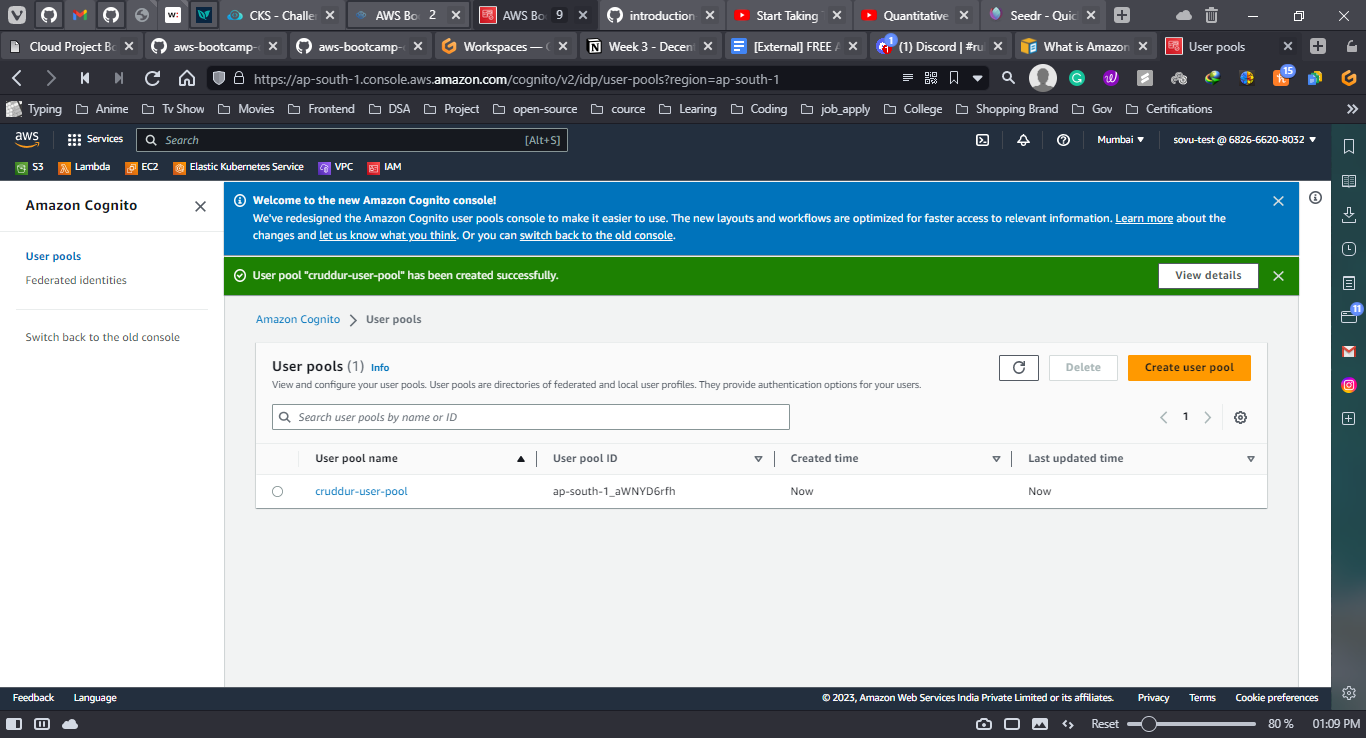 CKS - Challe
AWS Bo
2
AWS Bo
9
introduction
Start Taking
Quantitative
Seedr - Quic
Cloud Project Bo
aws-bootcamp-
aws-bootcamp-
Workspaces —
Week 3 - Decen
[External] FREE A
(1) Discord | #ru
What is Amazon
User pools
https://ap-south-1.console.aws.amazon.com/cognito/v2/idp/user-pools?region=ap-south-1
15
Typing
Anime
Tv Show
Movies
Frontend
DSA
Project
open-source
cource
Learing
Coding
job_apply
College
Shopping Brand
Gov
Certifications
aws
Services
Search
[Alt+S]
Mumbai
sovu-test @ 6826-6620-8032
S3
Lambda
EC2
Elastic Kubernetes Service
VPC
IAM
Amazon Cognito
User pools
Federated identities
Switch back to the old console
Welcome to the new Amazon Cognito console!
We've redesigned the Amazon Cognito user pools console to make it easier to use. The new layouts and workflows are optimized for faster access to relevant information. Learn more about the
changes and let us know what you think. Or you can switch back to the old console.
User pool "cruddur-user-pool" has been created successfully.
View details
Amazon Cognito
User pools
User pools (1) Info
View and configure your user pools. User pools are directories of federated and local user profiles. They provide authentication options for your users.
Delete
Create user pool
Search user pools by name or ID
1
User pool name
User pool ID
Created time
Last updated time
cruddur-user-pool
ap-south-1_aWNYD6rfh
Now
Now
11
Feedback
Language
© 2023, Amazon Web Services India Private Limited or its affiliates.
Privacy
Terms
Cookie preferences
Reset
80 %
01:09 PM